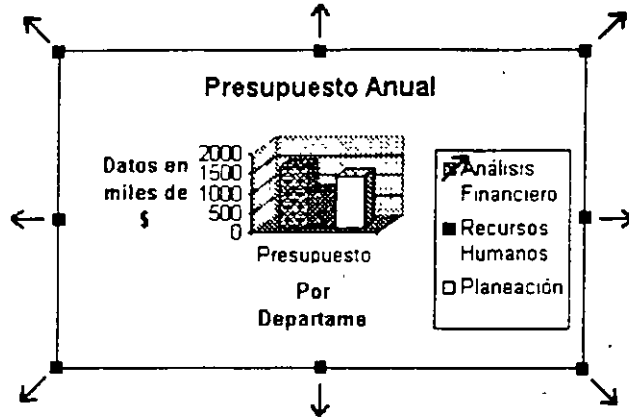 Presupuesto Anual
Datos en
miles de
$
2000
1500
1000
500
0
Presupuesto
Por
Departame
Análisis
Financiero
Recursos
Humanos
Planeación